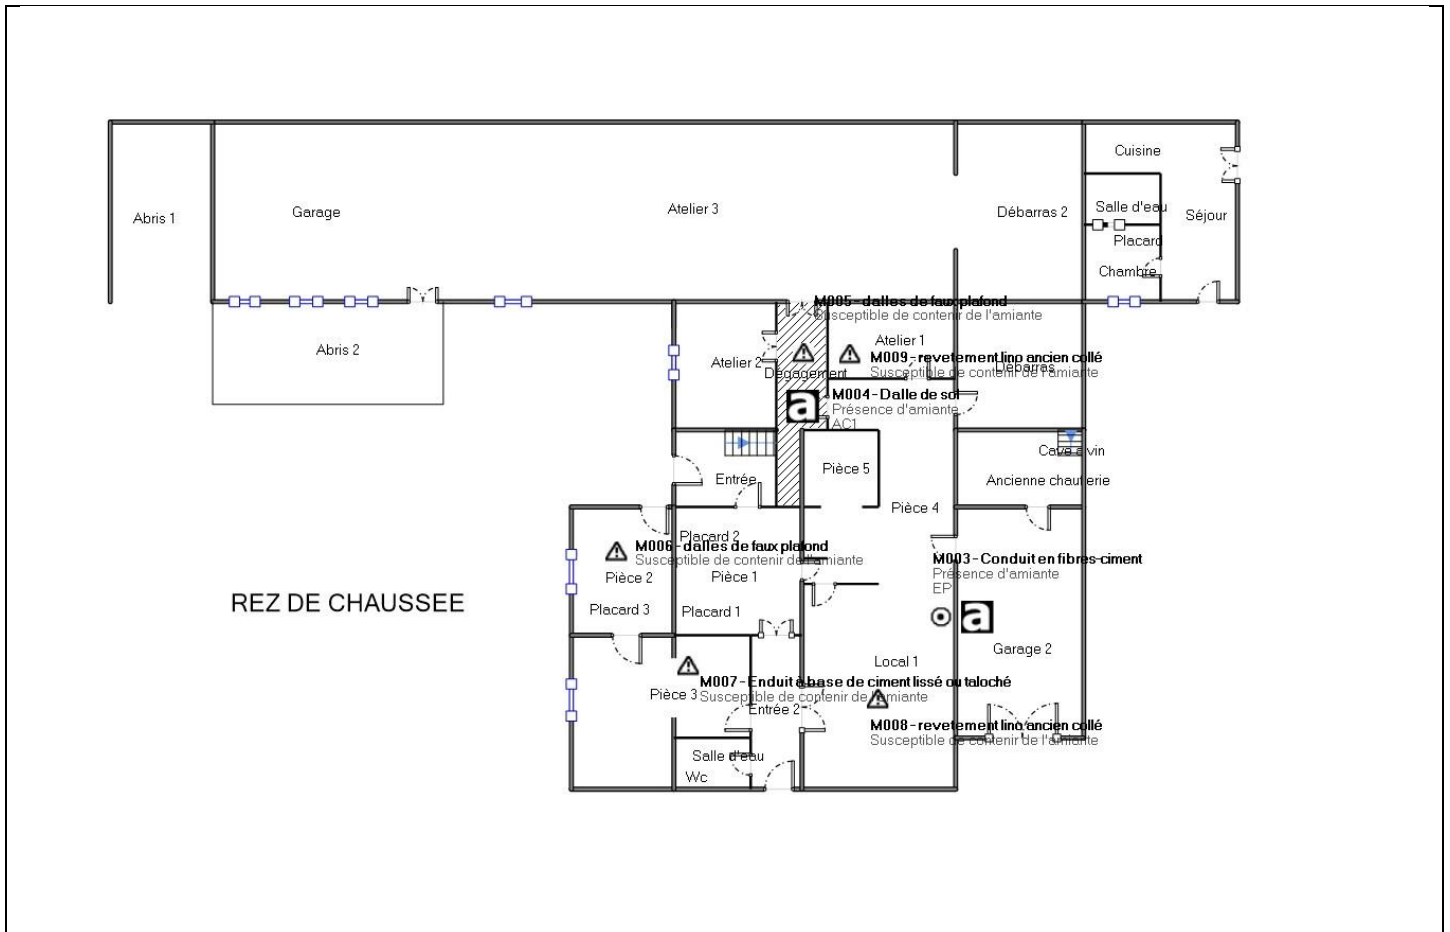 Cuisine
Abris 1
Garage
Atelier 3
Débarras 2
Salle d'eau
Séjour
Placard
Chambre
M005 - dalles de faux plafond
Susceptible de contenir de l'amiante
Abris 2
Atelier 2
Atelier 1
M009 - revetement lino ancien collé
Susceptible de contenir de l'amiante
Dégagement
Débarras
a
M004 - Dalle de sol
Présence d'amiante
AC1
Cave à vin
Pièce 5
Entrée
Ancienne chaufferie
Pièce 4
Placard 2
M006 - dalles de faux plafond
Susceptible de contenir de l'amiante
Pièce 2
Pièce 1
M003 - Conduit en fibres-ciment
Présence d'amiante
EP
REZ DE CHAUSSEE
Placard 3
Placard 1
a
Garage 2
Local 1
M007 - Enduit à base de ciment lissé ou taloché
Pièce 3
Susceptible de contenir de l'amiante
Entrée 2
M008 - revetement lino ancien collé
Susceptible de contenir de l'amiante
Salle d'eau
Wc